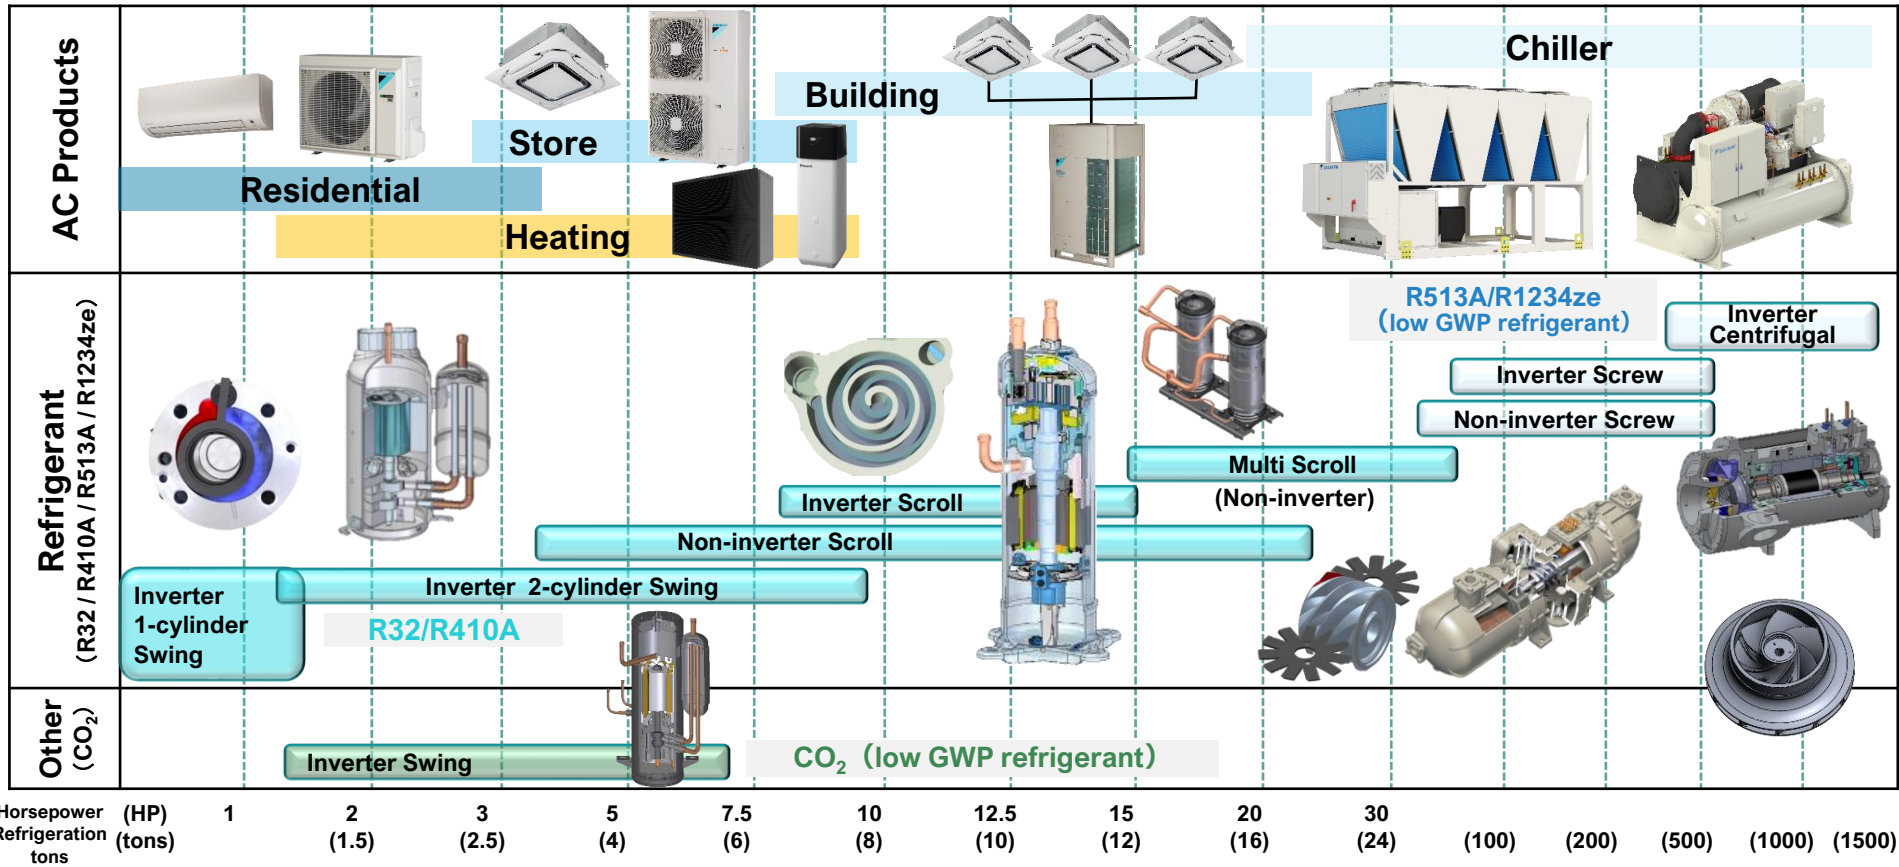 AC Products
Chiller
Building
Store
Residential
Heating
Refrigerant
(R32 / R410A / R513A / R1234ze)
R513A/R1234ze
（low GWP refrigerant）
Inverter
Centrifugal
Inverter Screw
Non-inverter Screw
Multi Scroll
(Non-inverter)
Inverter Scroll
Non-inverter Scroll
Inverter 2-cylinder Swing
Inverter
1-cylinder
Swing
R32/R410A
Other
(CO₂)
Inverter Swing
CO₂（low GWP refrigerant）
Horsepower (HP) 1 2 3 5 7.5 10 12.5 15 20 30
Refrigeration tons (tons) (1.5) (2.5) (4) (6) (8) (10) (12) (16) (24) (100) (200) (500) (1000) (1500)